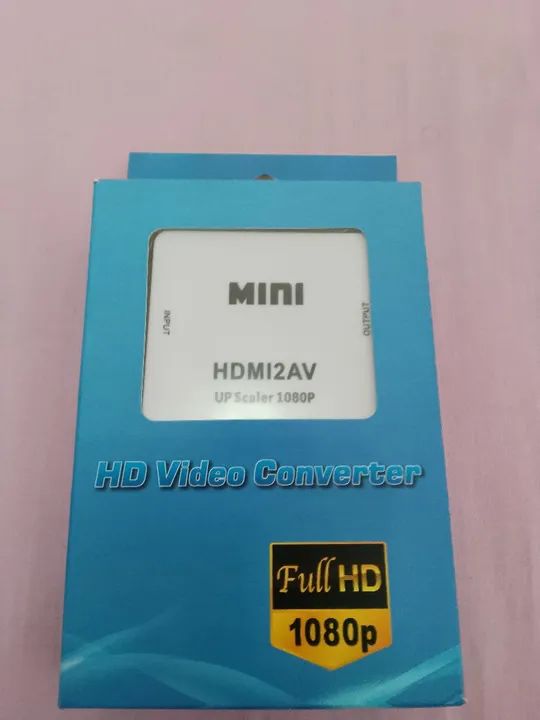 MINI
INPUT
OUTPUT
HDMI2AV
UP Scaler 1080P
HD Video Converter
Full HD
1080p